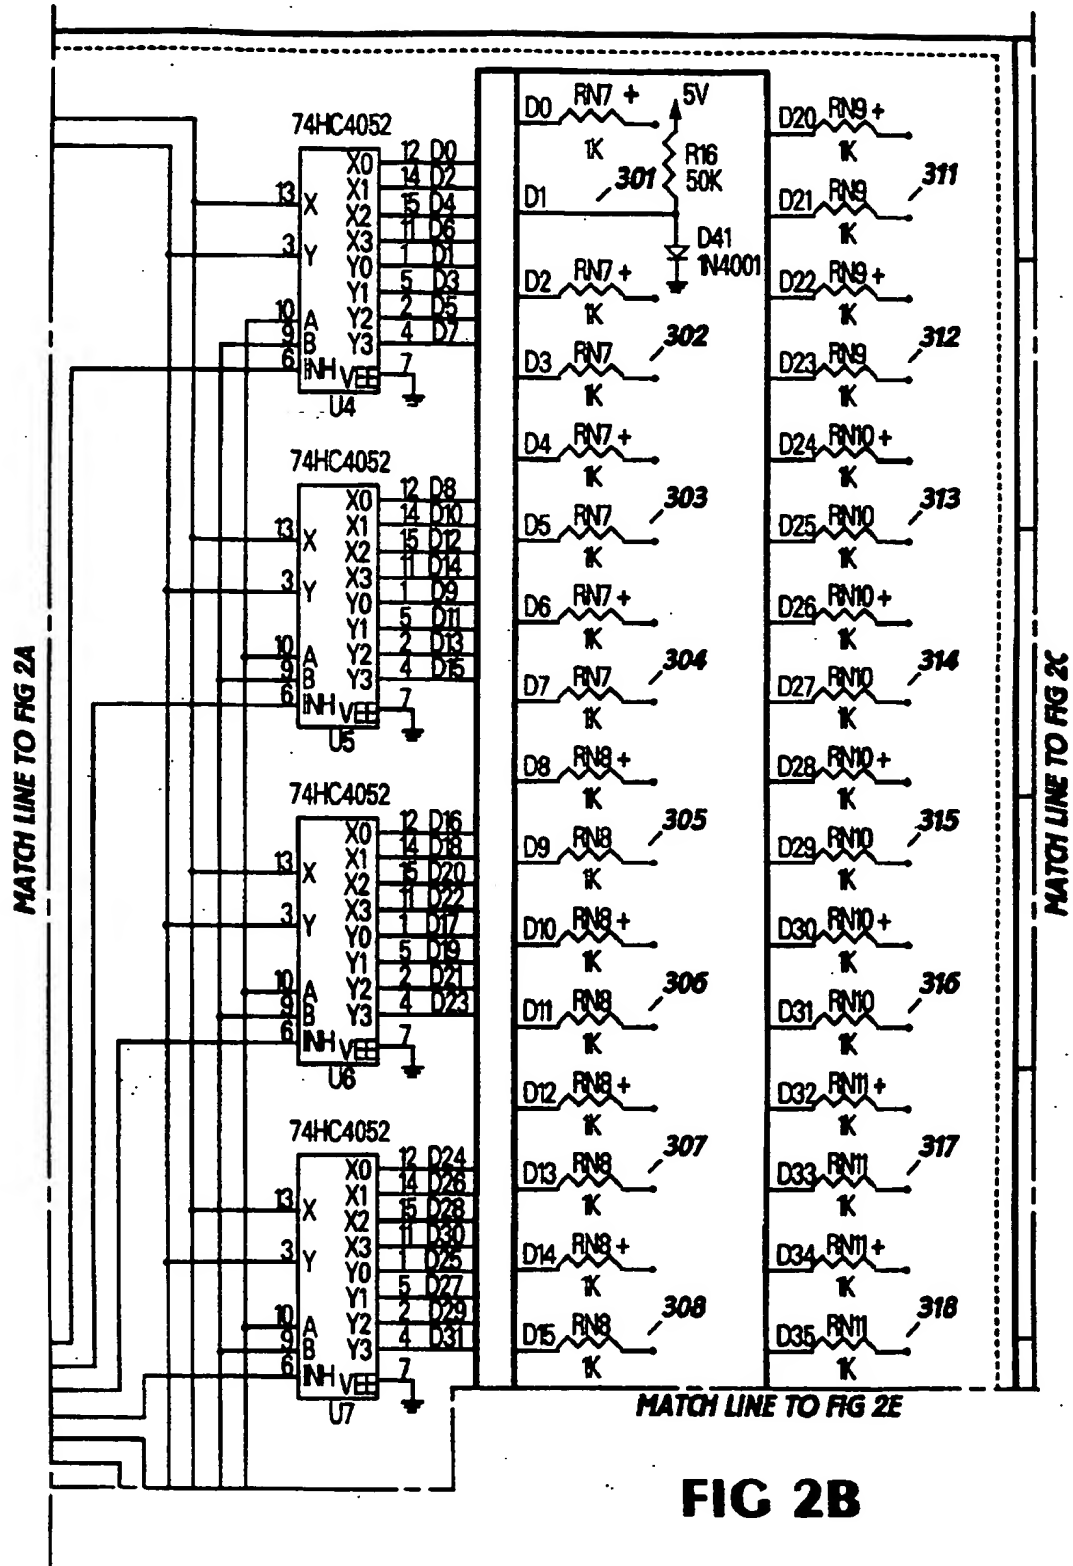 MATCH LINE TO FIG 2A
74HC4052
13 X X0 12 D0
X1 14 D2
X2 15 D4
X3 11 D6
3 Y Y0 1 D1
Y1 5 D3
10 A Y2 2 D5
9 B Y3 4 D7
6 INH VEE 7
U4
74HC4052
13 X X0 12 D8
X1 14 D10
X2 15 D12
X3 11 D14
3 Y Y0 1 D9
Y1 5 D11
10 A Y2 2 D13
9 B Y3 4 D15
6 INH VEE 7
U5
74HC4052
13 X X0 12 D16
X1 14 D18
X2 15 D20
X3 11 D22
3 Y Y0 1 D17
Y1 5 D19
10 A Y2 2 D21
9 B Y3 4 D23
6 INH VEE 7
U6
74HC4052
13 X X0 12 D24
X1 14 D26
X2 15 D28
X3 11 D30
3 Y Y0 1 D25
Y1 5 D27
10 A Y2 2 D29
9 B Y3 4 D31
6 INH VEE 7
U7
D0 RN7 +
1K
5V
R16
50K
301
D1
D41
1N4001
D2 RN7 +
1K
302
D3 RN7
1K
D4 RN7 +
1K
303
D5 RN7
1K
D6 RN7 +
1K
304
D7 RN7
1K
D8 RN8 +
1K
305
D9 RN8
1K
D10 RN8 +
1K
306
D11 RN8
1K
D12 RN8 +
1K
307
D13 RN8
1K
D14 RN8 +
1K
308
D15 RN8
1K
D20 RN9 +
1K
311
D21 RN9
1K
D22 RN9 +
1K
312
D23 RN9
1K
D24 RN10 +
1K
313
D25 RN10
1K
D26 RN10 +
1K
314
D27 RN10
1K
D28 RN10 +
1K
315
D29 RN10
1K
D30 RN10 +
1K
316
D31 RN10
1K
D32 RN11 +
1K
317
D33 RN11
1K
D34 RN11 +
1K
318
D35 RN11
1K
MATCH LINE TO FIG 2C
MATCH LINE TO FIG 2E
FIG 2B